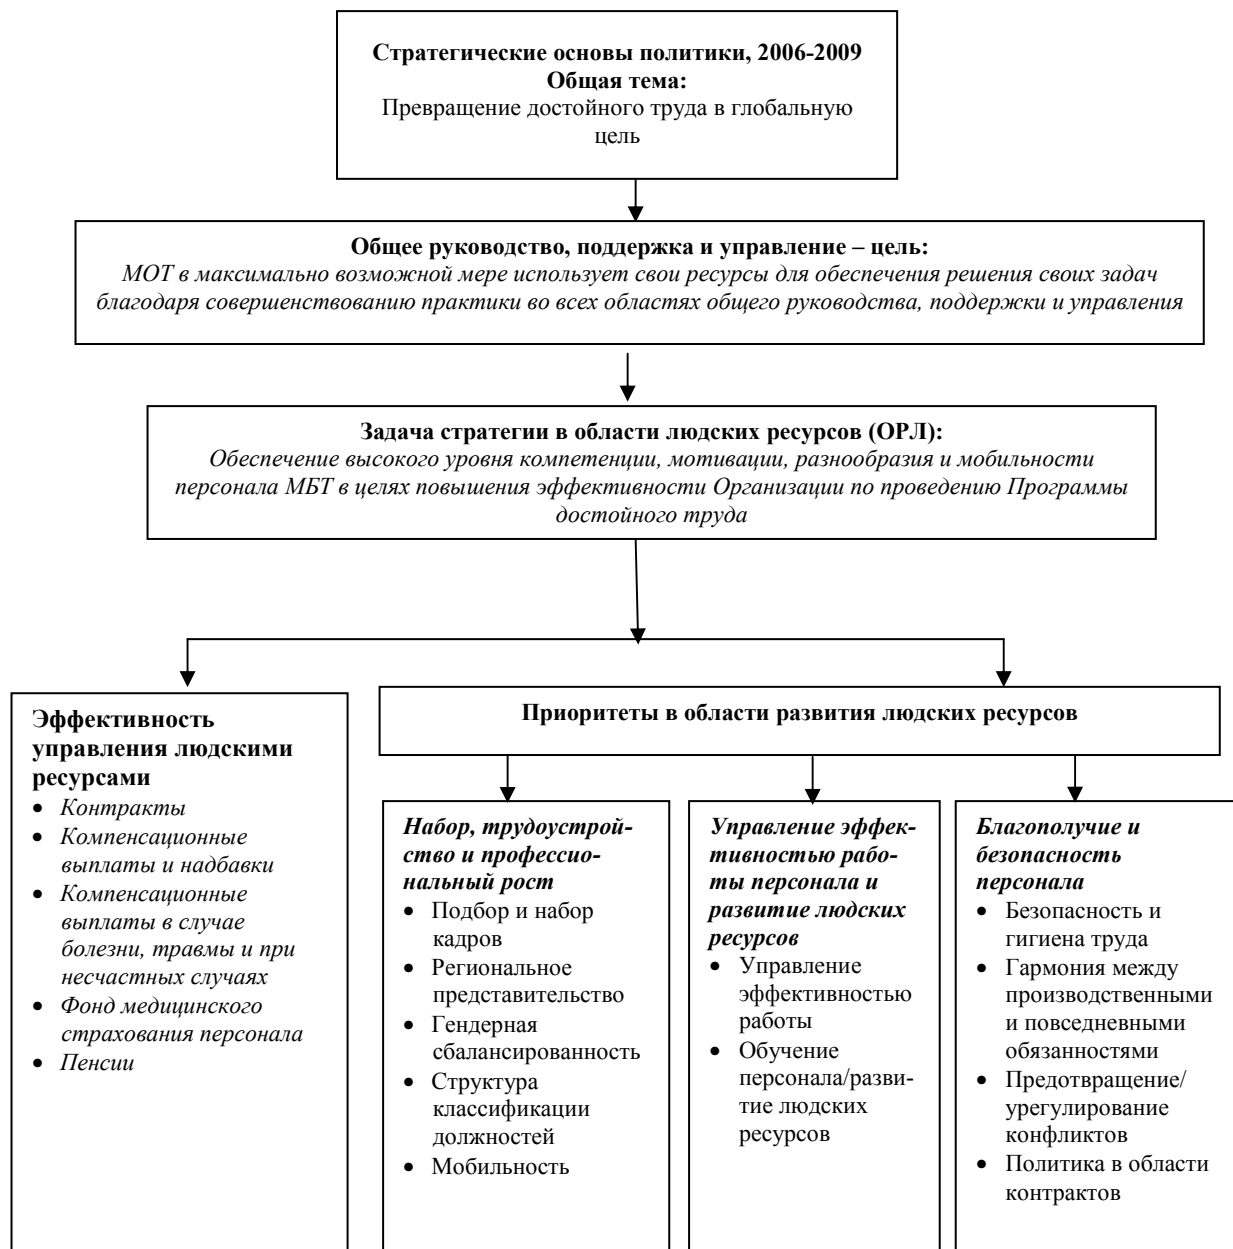 Стратегические основы политики, 2006-2009
Общая тема:
Превращение достойного труда в глобальную
цель
Общее руководство, поддержка и управление – цель:
МОТ в максимально возможной мере использует свои ресурсы для обеспечения решения своих задач
благодаря совершенствованию практики во всех областях общего руководства, поддержки и управления
Задача стратегии в области людских ресурсов (ОРЛ):
Обеспечение высокого уровня компетенции, мотивации, разнообразия и мобильности
персонала МБТ в целях повышения эффективности Организации по проведению Программы
достойного труда
Эффективность
управления людскими
ресурсами
• Контракты
• Компенсационные
выплаты и надбавки
• Компенсационные
выплаты в случае
болезни, травмы и при
несчастных случаях
• Фонд медицинского
страхования персонала
• Пенсии
Приоритеты в области развития людских ресурсов
Набор, трудоустрой-
ство и профессио-
нальный рост
• Подбор и набор
кадров
• Региональное
представительство
• Гендерная
сбалансированность
• Структура
классификации
должностей
• Мобильность
Управление эффек-
тивностью рабо-
ты персонала и
развитие людских
ресурсов
• Управление
эффективностью
работы
• Обучение
персонала/разви-
тие людских
ресурсов
Благополучие и
безопасность
персонала
• Безопасность и
гигиена труда
• Гармония между
производственными
и повседневными
обязанностями
• Предотвращение/
урегулирование
конфликтов
• Политика в области
контрактов